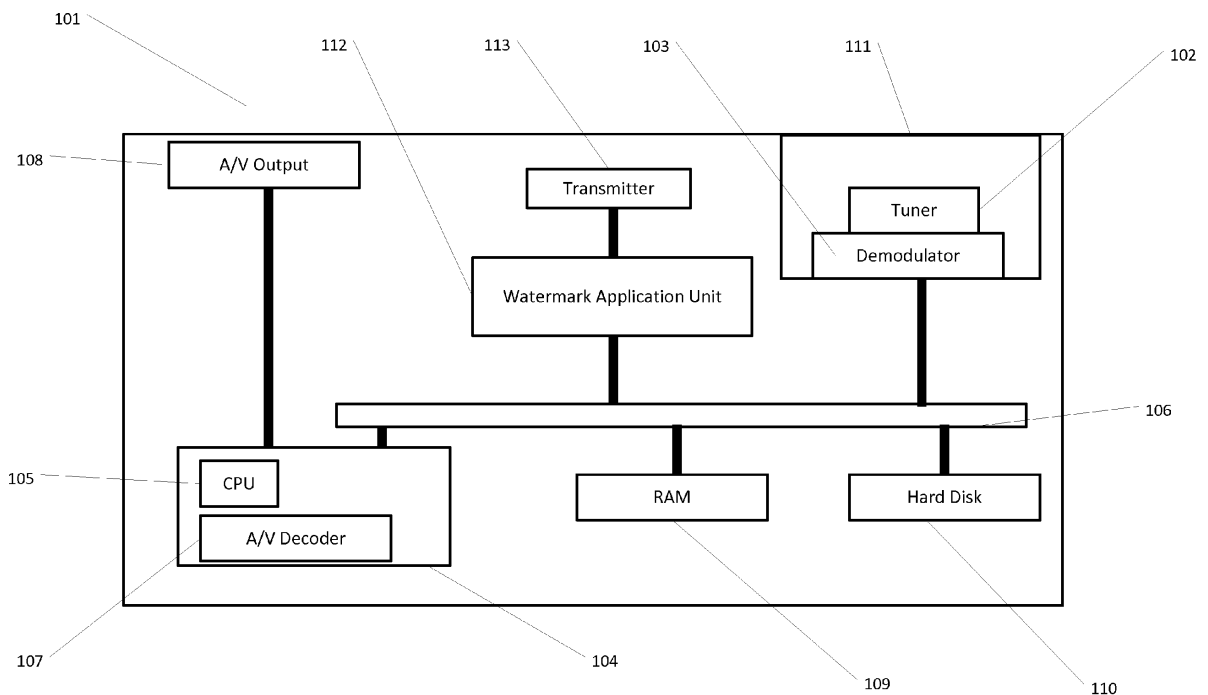 101
112
113
103
111
102
108
A/V Output
Transmitter
Tuner
Demodulator
Watermark Application Unit
106
105
CPU
RAM
Hard Disk
A/V Decoder
107
104
109
110